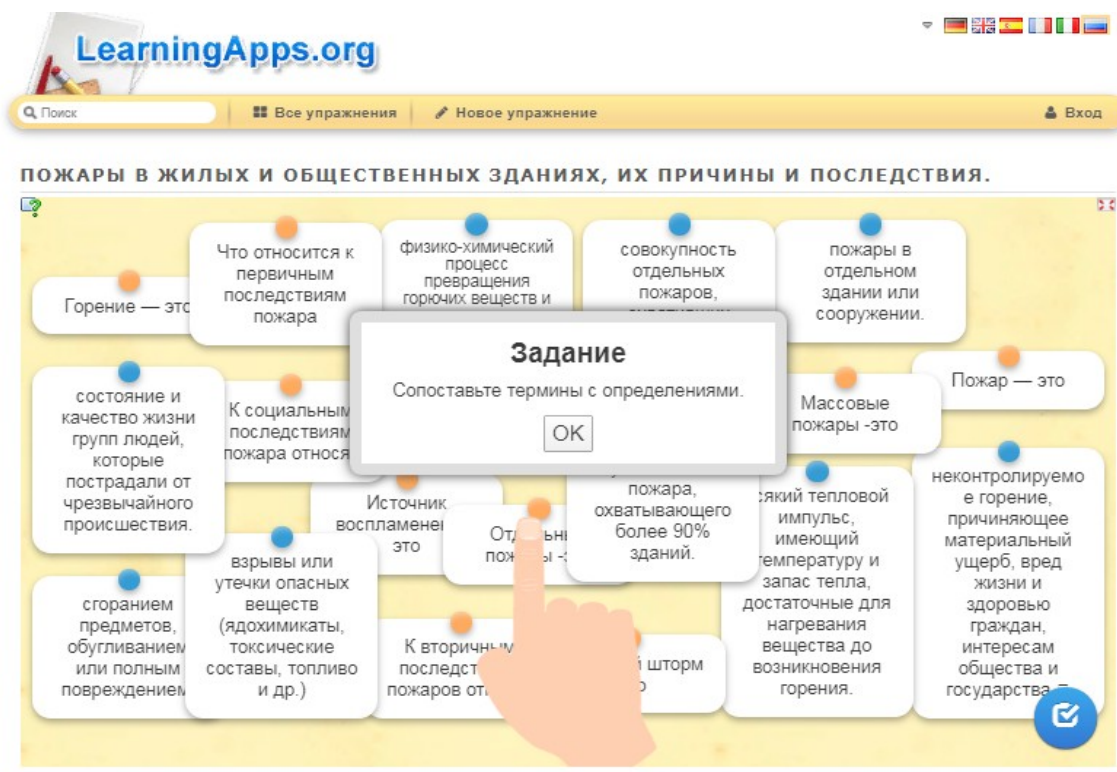 LearningApps.org
Поиск
Все упражнения
Новое упражнение
Вход
ПОЖАРЫ В ЖИЛЫХ И ОБЩЕСТВЕННЫХ ЗДАНИЯХ, ИХ ПРИЧИНЫ И ПОСЛЕДСТВИЯ.
Горение — это
Что относится к
первичным
последствиям
пожара
физико-химический
процесс
превращения
горючих веществ и
совокупность
отдельных
пожаров,
пожары в
отдельном
здании или
сооружении.
Задание
Сопоставьте термины с определениями.
OK
состояние и
качество жизни
групп людей,
которые
пострадали от
чрезвычайного
происшествия.
К социальным
последствиям
пожара
Массовые
пожары -это
Пожар — это
Источник
это
пожара,
охватывающего
более 90%
зданий.
тепловой
импульс,
имеющий
температуру и
запас тепла,
достаточные для
нагревания
вещества до
возникновения
горения.
неконтролируемо
е горение,
причиняющее
материальный
ущерб, вред
жизни и
здоровью
граждан,
интересам
общества и
государства
сгоранием
предметов,
обугливанием
или полным
повреждением
взрывы или
утечки опасных
веществ
(ядохимикаты,
токсические
составы, топливо
и др.)
К вторичным
пожаров
шторм